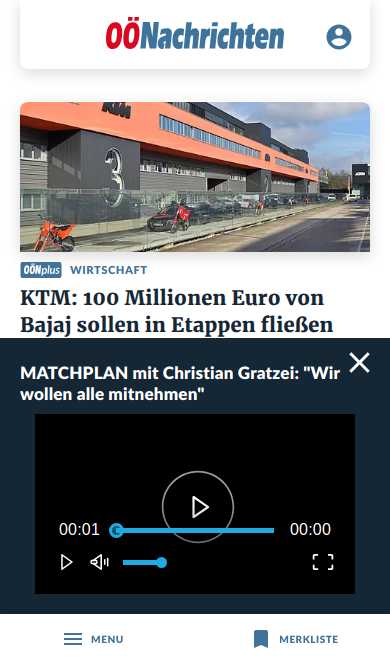 OÖNachrichten
KTM
3
OÖNplus WIRTSCHAFT
KTM: 100 Millionen Euro von
Bajaj sollen in Etappen fließen
MATCHPLAN mit Christian Gratzei: "Wir
wollen alle mitnehmen"
00:01 00:00
MENU MERKLISTE